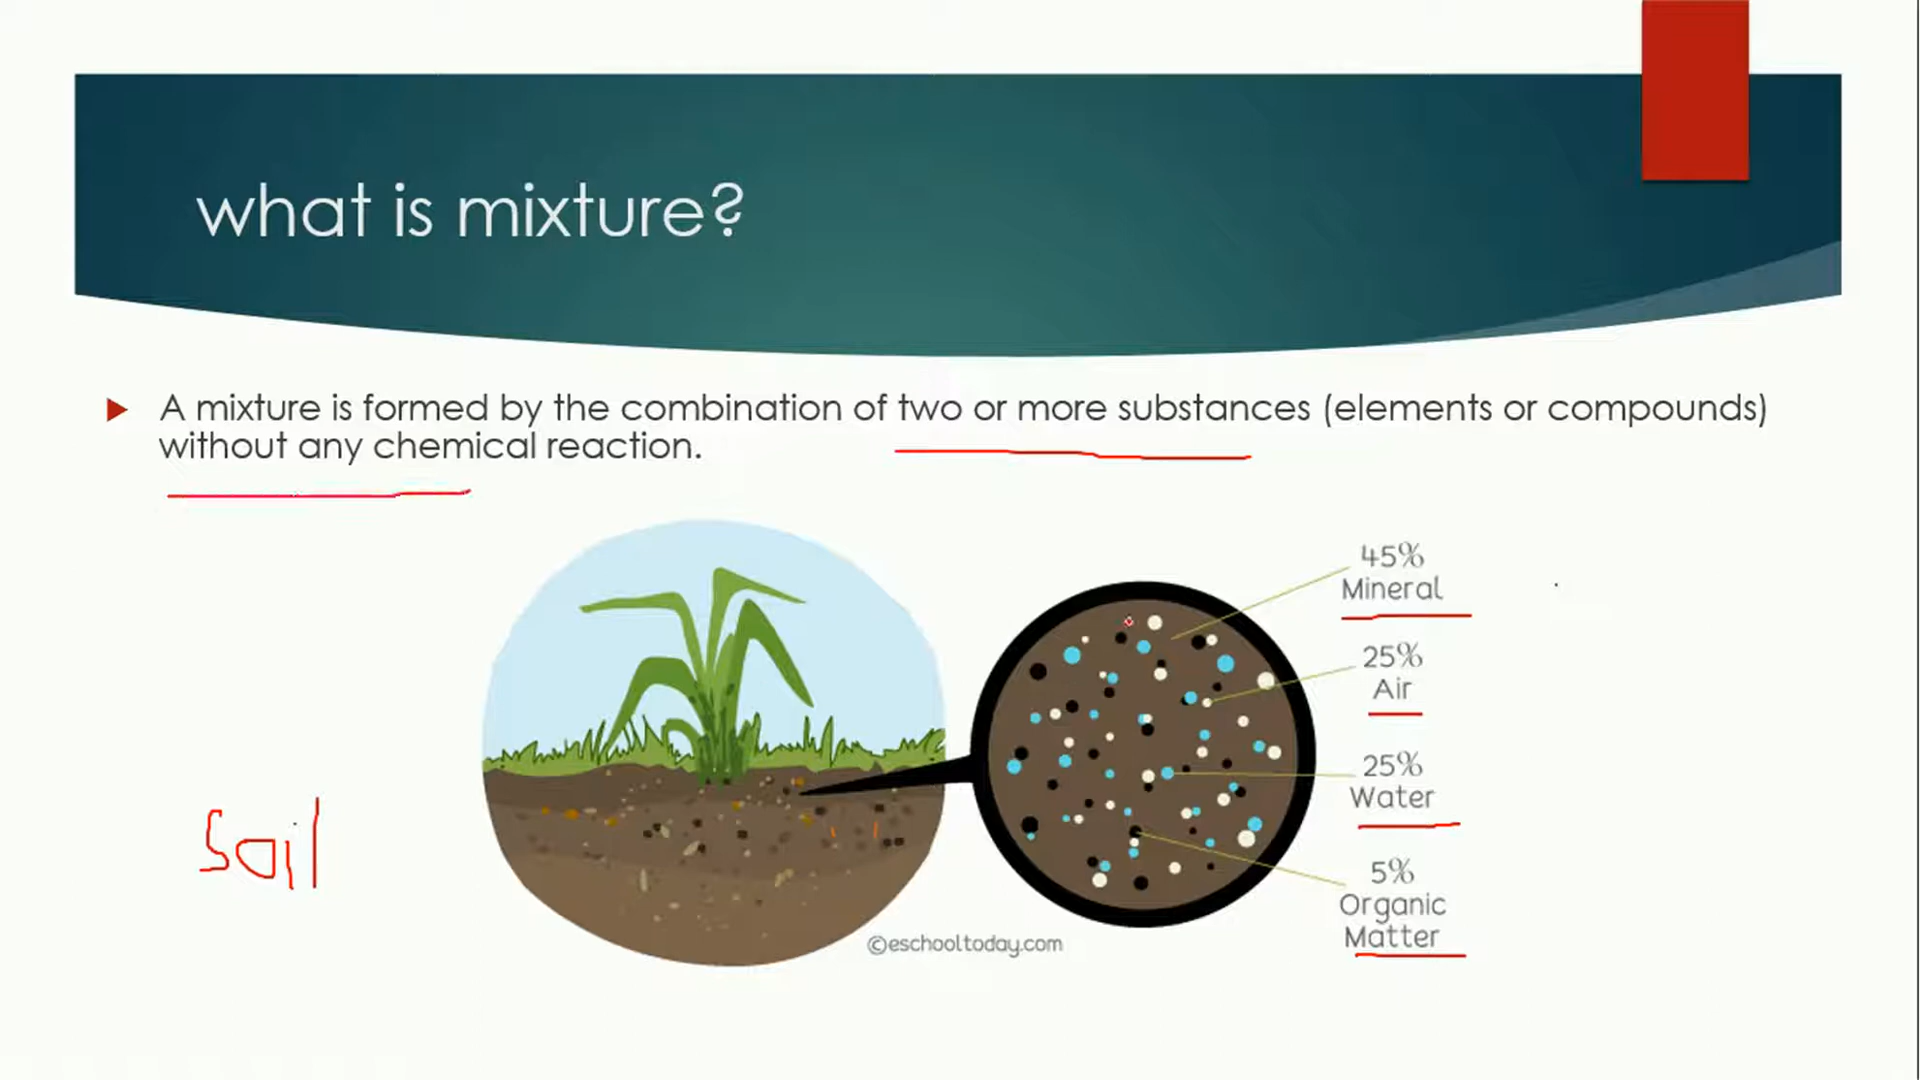 what is mixture?
A mixture is formed by the combination of two or more substances (elements or compounds)
without any chemical reaction.
45%
Mineral
25%
Air
25%
Water
5%
Organic
Matter
soil
©eschooltoday.com